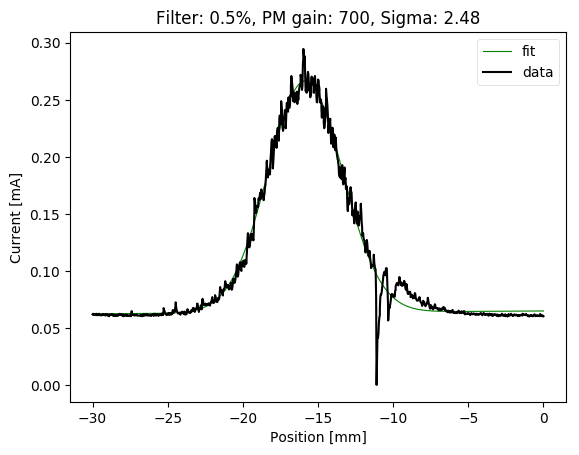 Filter: 0.5%, PM gain: 700, Sigma: 2.48
fit
data
0.30
0.25
0.20
0.15
0.10
0.05
0.00
Current [mA]
−30 −25 −20 −15 −10 −5 0
Position [mm]